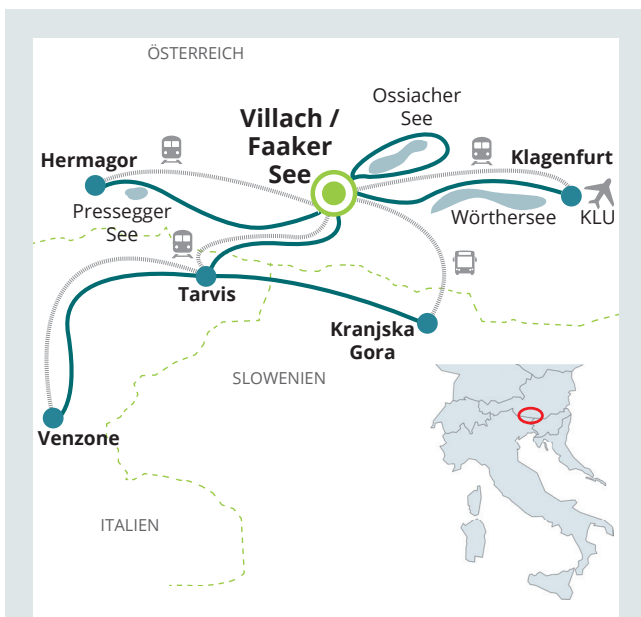 ÖSTERREICH
Ossiacher
See
Villach /
Faaker
See
Hermagor
Klagenfurt
Pressegger
See
Wörthersee
KLU
Tarvis
Kranjska
Gora
SLOWENIEN
Venzone
ITALIEN